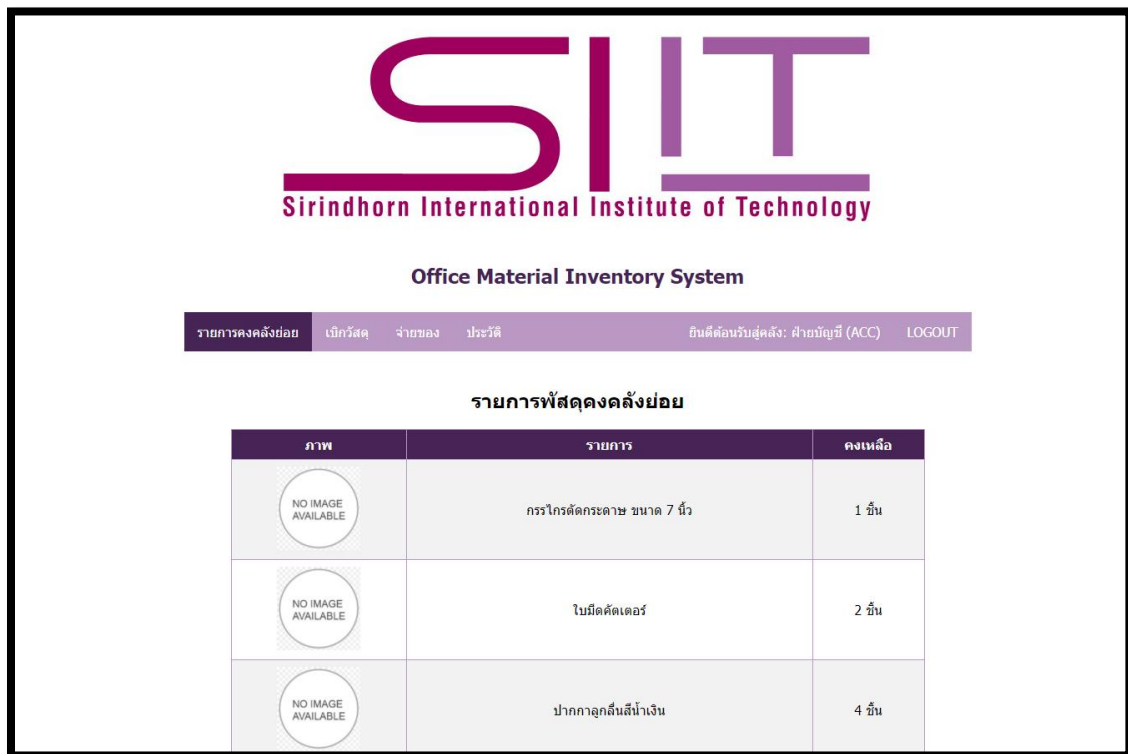 SIIT
Sirindhorn International Institute of Technology
Office Material Inventory System
รายการคงคลังย่อย เบิกวัสดุ จ่ายของ ประวัติ ยินดีต้อนรับสู่คลัง: ฝ่ายบัญชี (ACC) LOGOUT
รายการพัสดุคงคลังย่อย
ภาพ รายการ คงเหลือ
NO IMAGE
AVAILABLE
กรรไกรตัดกระดาษ ขนาด 7 นิ้ว 1 ชิ้น
NO IMAGE
AVAILABLE
ใบมีดคัตเตอร์ 2 ชิ้น
NO IMAGE
AVAILABLE
ปากกาลูกลื่นสีน้ำเงิน 4 ชิ้น